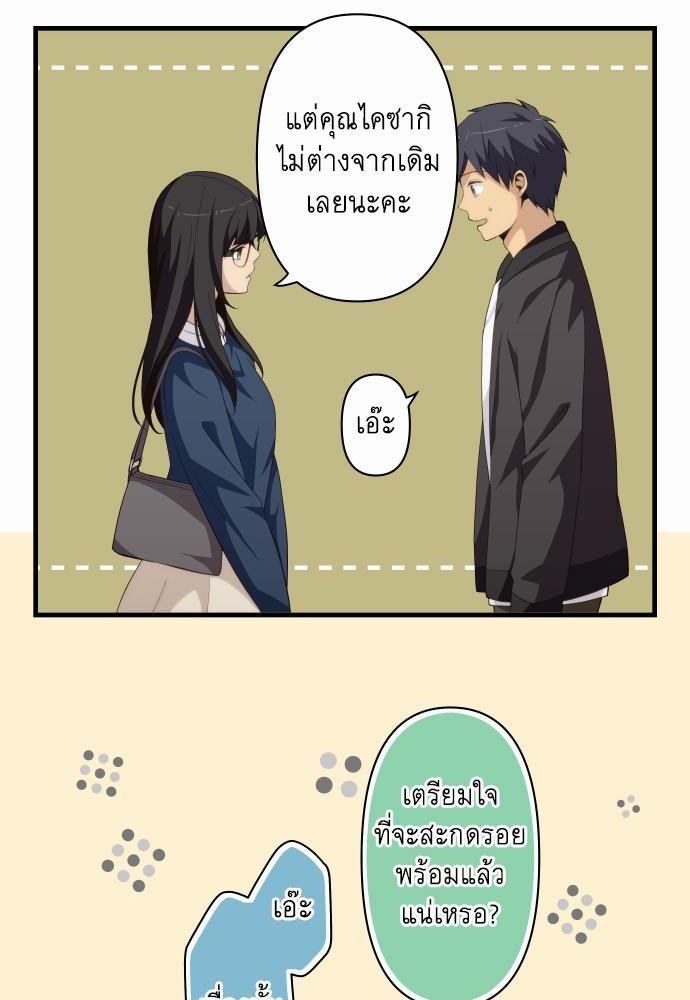 แต่คุณไคซากิ
ไม่ต่างจากเดิม
เลยนะคะ
เอ๊ะ
เตรียมใจ
ที่จะสะกดรอย
พร้อมแล้ว
แน่เหรอ?
เอ๊ะ